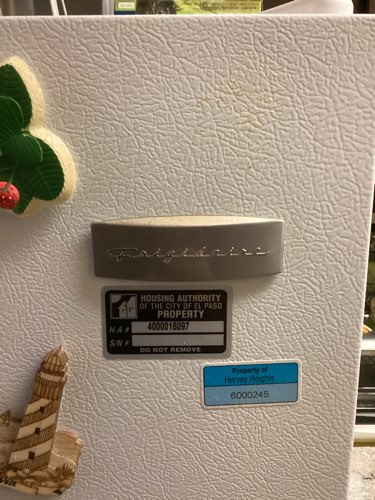 Frigidaire
HOUSING AUTHORITY
OF THE CITY OF EL PASO
PROPERTY
H.A # 4000016097
S/N #
DO NOT REMOVE
Property of
Hervey Heights
6000245